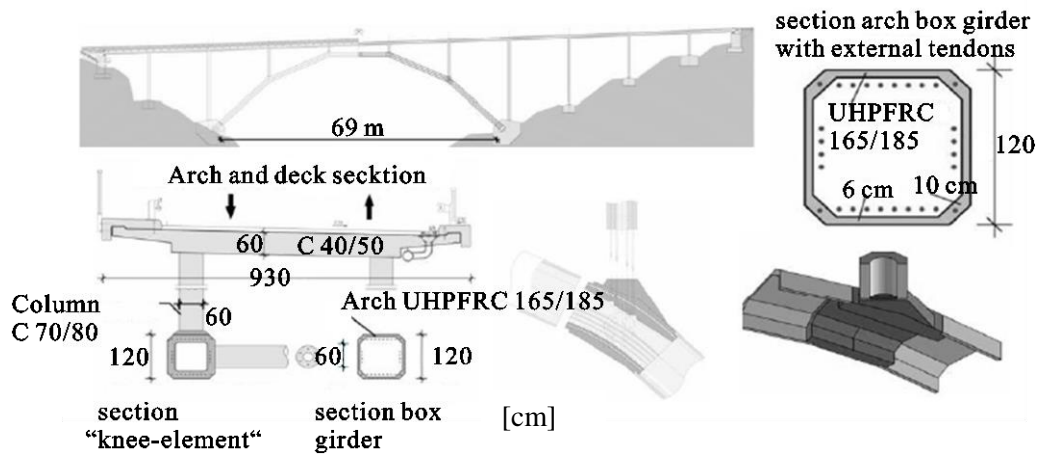 section arch box girder
with external tendons
69 m
UHPFRC
165/185
120
6 cm
10 cm
Arch and deck secktion
60
C 40/50
930
Column
C 70/80
60
Arch UHPFRC 165/185
120
60
120
section
“knee-element“
section box
girder
[cm]